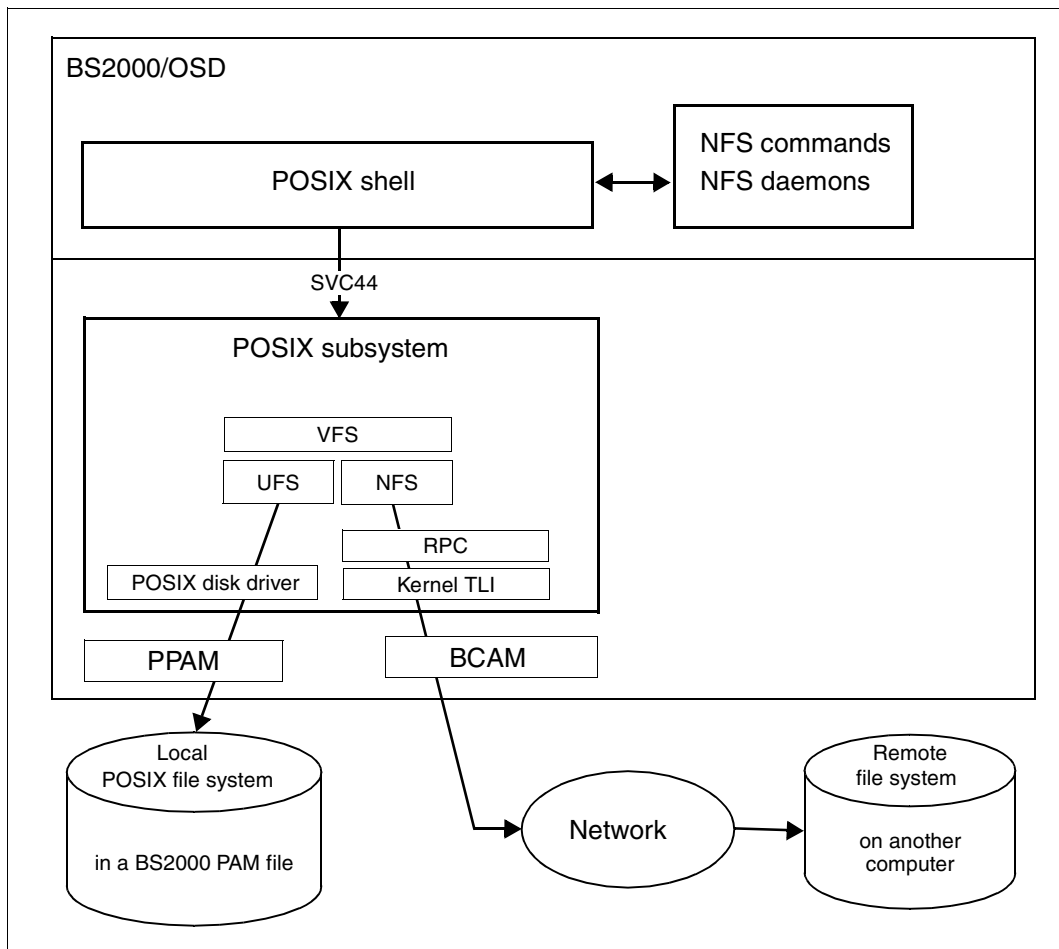 BS2000/OSD
POSIX shell
NFS commands
NFS daemons
SVC44
POSIX subsystem
VFS
UFS
NFS
RPC
POSIX disk driver
Kernel TLI
PPAM
BCAM
Local
POSIX file system
in a BS2000 PAM file
Network
Remote
file system
on another
computer